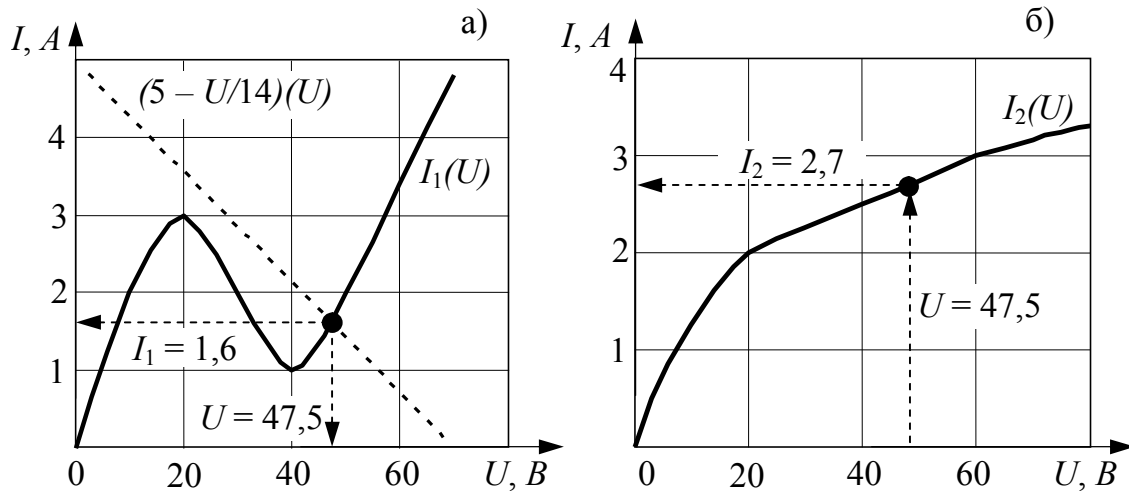 а)
I, А
(5 – U/14)(U)
4
I₁(U)
3
2
I₁ = 1,6
1
U = 47,5
0 20 40 60 U, В
б)
I, А
4
I₂(U)
3
I₂ = 2,7
2
U = 47,5
1
0 20 40 60 U, В